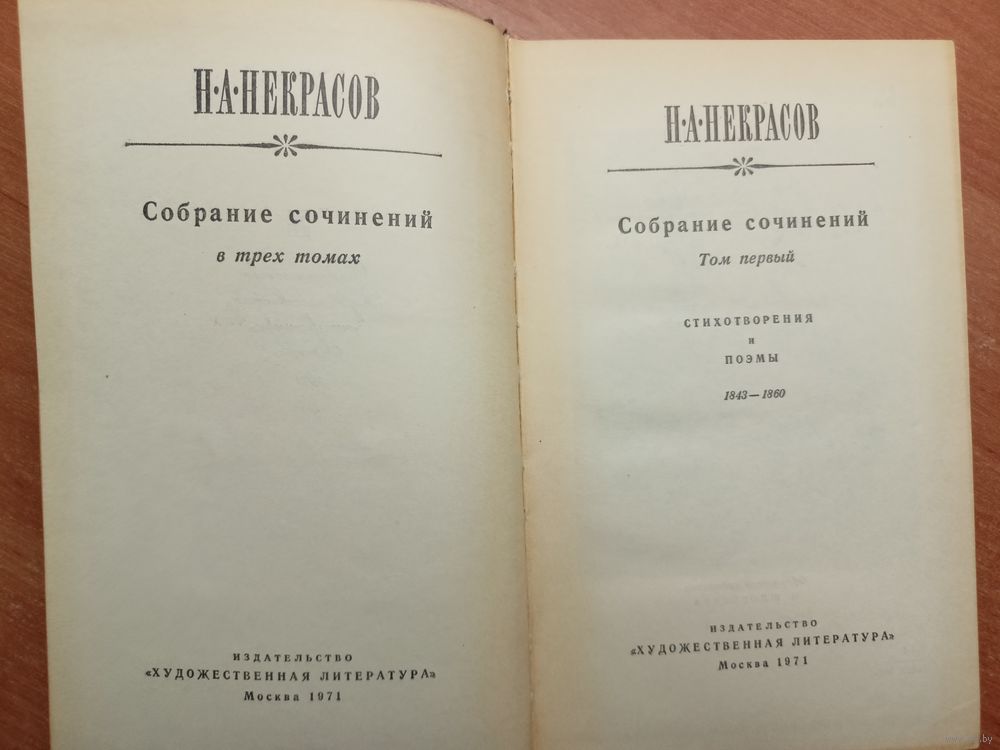 Н·А·НЕКРАСОВ
Собрание сочинений
в трех томах
ИЗДАТЕЛЬСТВО
«ХУДОЖЕСТВЕННАЯ ЛИТЕРАТУРА»
Москва 1971
Н·А·НЕКРАСОВ
Собрание сочинений
Том первый
СТИХОТВОРЕНИЯ
и
ПОЭМЫ
1843—1860
ИЗДАТЕЛЬСТВО
«ХУДОЖЕСТВЕННАЯ ЛИТЕРАТУРА»
Москва 1971